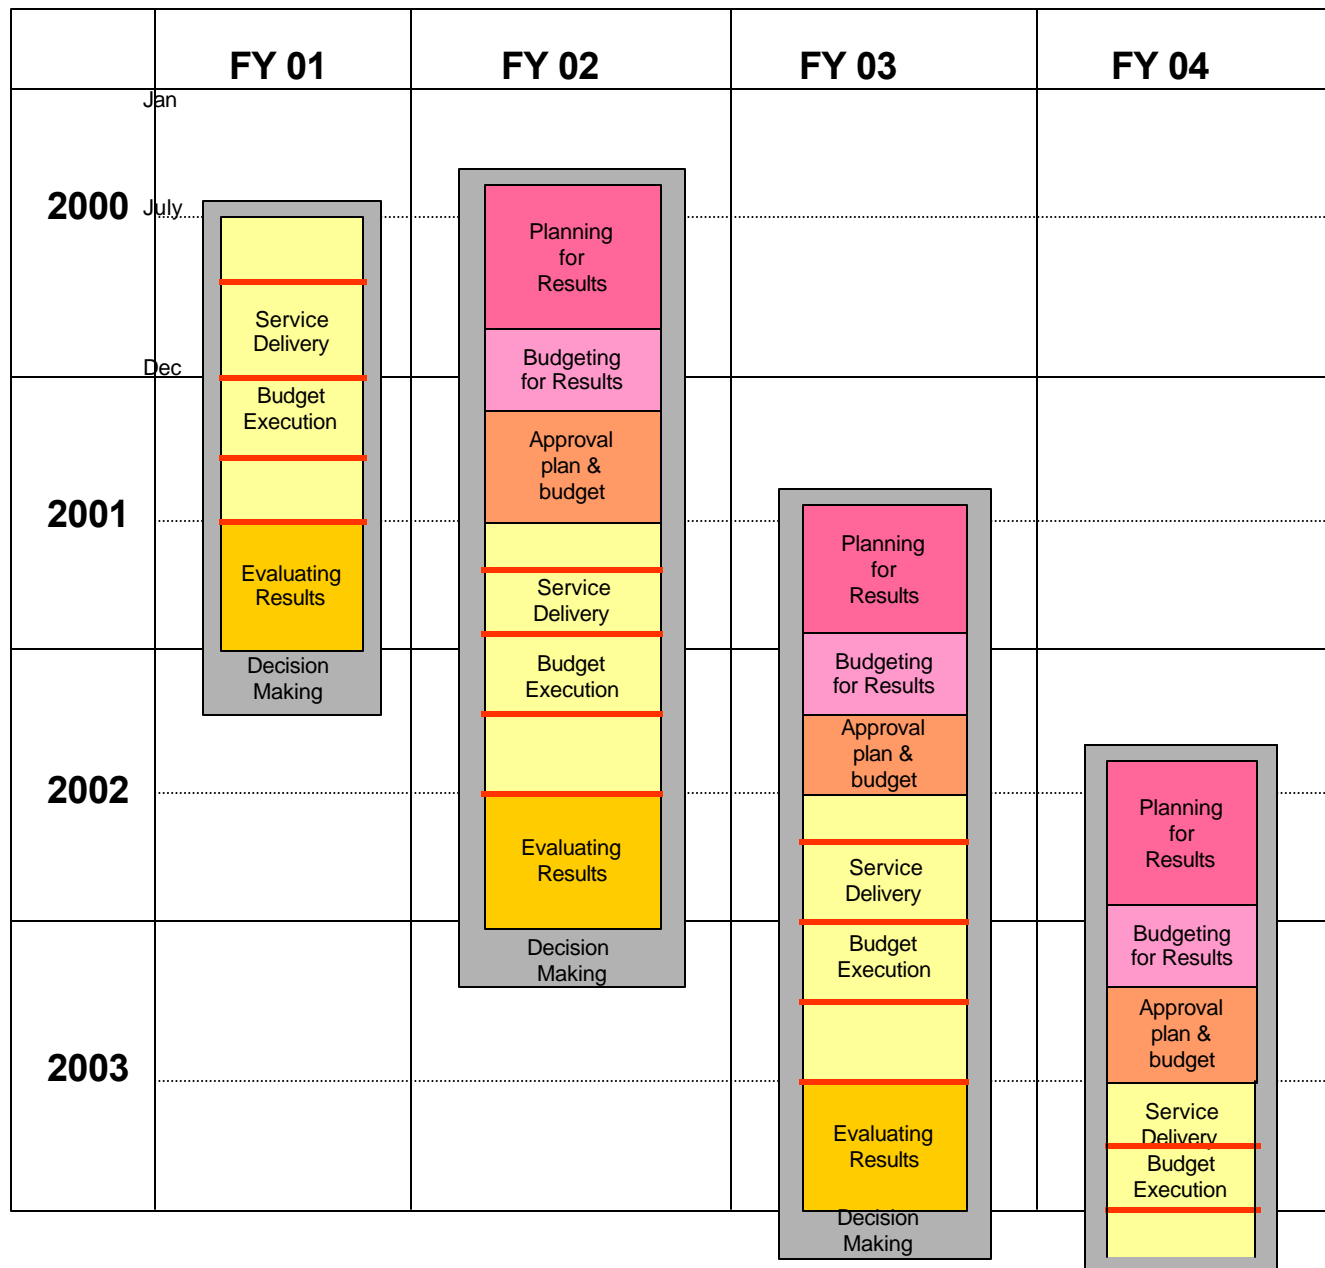 FY 01
FY 02
FY 03
FY 04
Jan
2000
July
Dec
2001
2002
2003
Service
Delivery
Budget
Execution
Evaluating
Results
Decision
Making
Planning
for
Results
Budgeting
for Results
Approval
plan &
budget
Service
Delivery
Budget
Execution
Evaluating
Results
Decision
Making
Planning
for
Results
Budgeting
for Results
Approval
plan &
budget
Service
Delivery
Budget
Execution
Evaluating
Results
Decision
Making
Planning
for
Results
Budgeting
for Results
Approval
plan &
budget
Service
Delivery
Budget
Execution